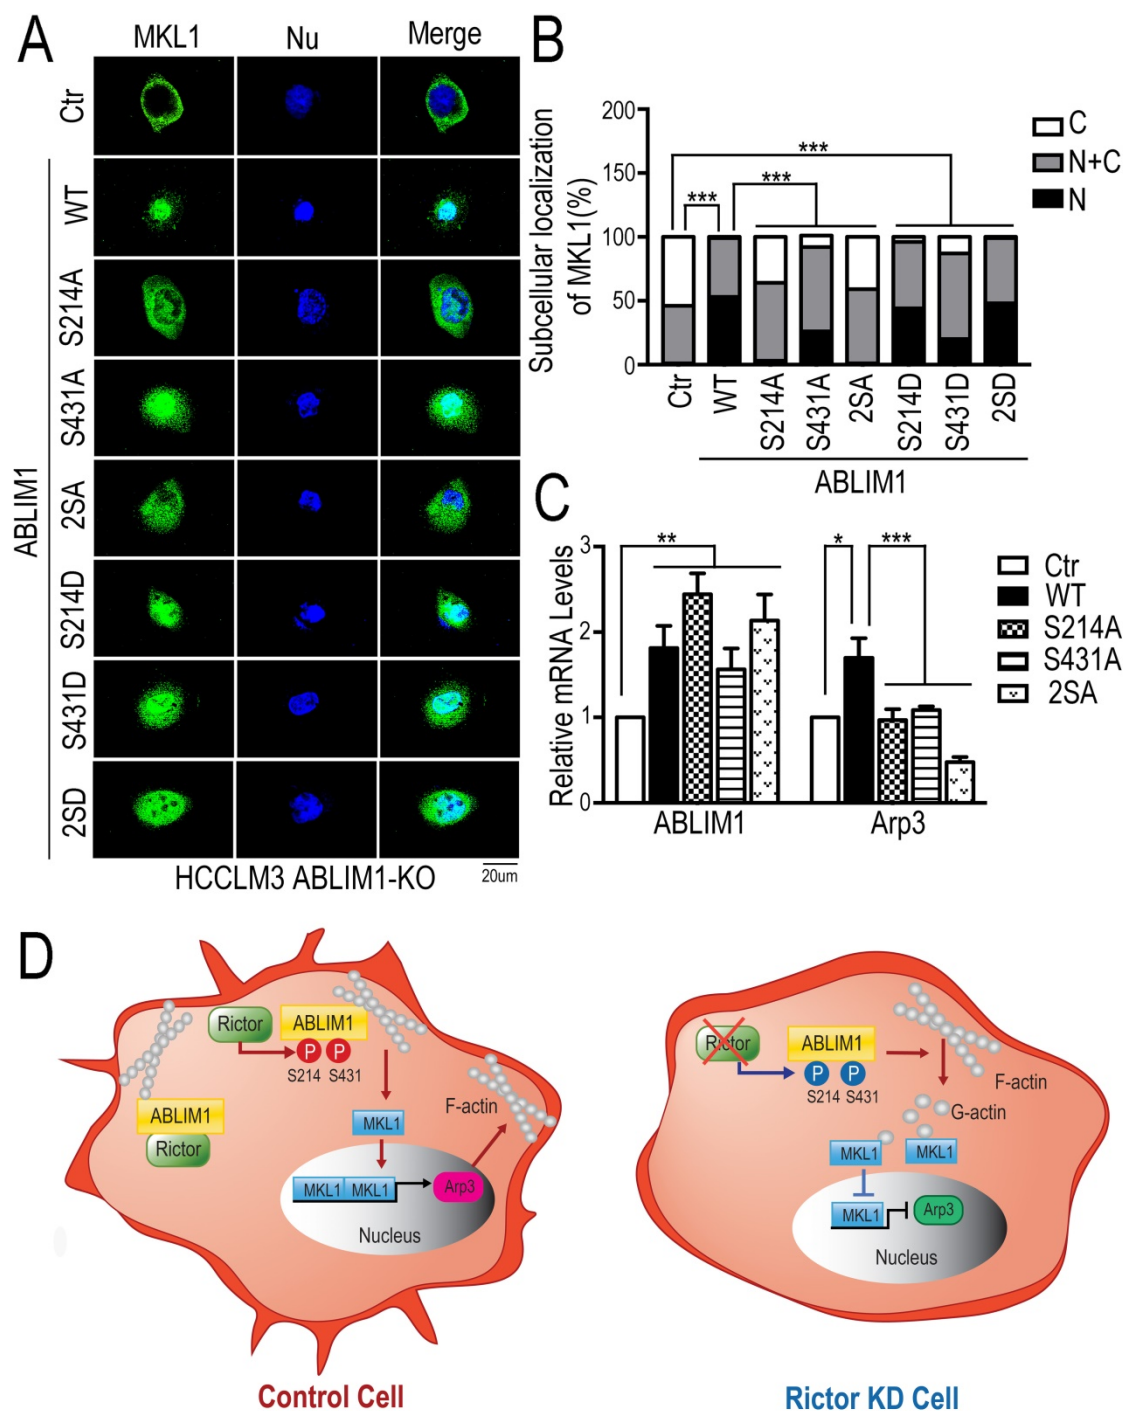 A
MKL1 Nu Merge
Ctr
WT
S214A
S431A
2SA
S214D
S431D
2SD
ABLIM1
HCCLM3 ABLIM1-KO
20um
B
Subcellular localization
of MKL1(%)
200
150
100
50
0
***
***
***
C
N+C
N
Ctr WT S214A S431A 2SA S214D S431D 2SD
ABLIM1
C
Relative mRNA Levels
3
2
1
0
** * ***
ABLIM1 Arp3
Ctr
WT
S214A
S431A
2SA
D
Rictor ABLIM1
P P
S214 S431
ABLIM1
Rictor
F-actin
MKL1
MKL1 MKL1 Arp3
Nucleus
Control Cell
Rictor ABLIM1
P P
S214 S431
F-actin
G-actin
MKL1 MKL1
MKL1 Arp3
Nucleus
Rictor KD Cell